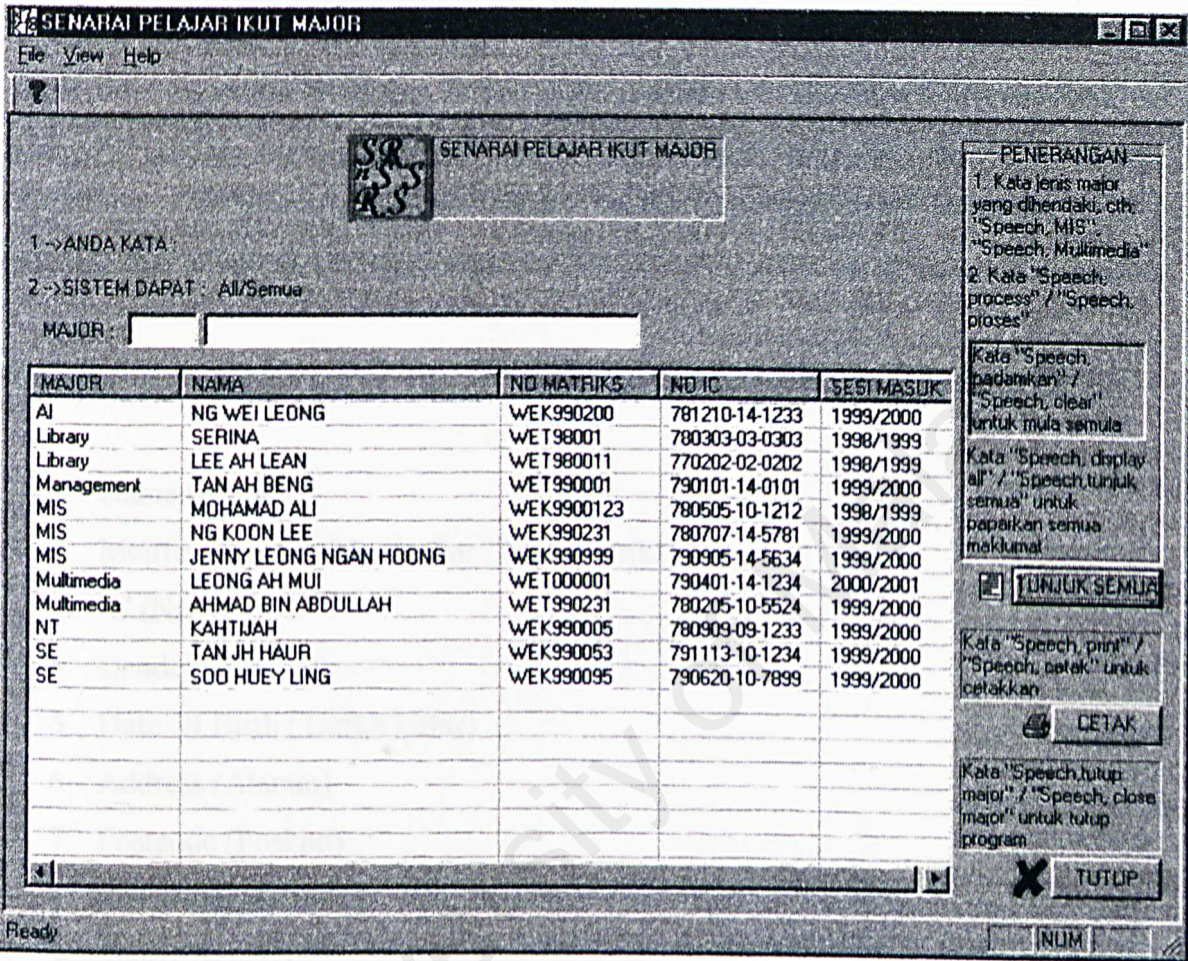 SENARAI PELAJAR IKUT MAJOR
File View Help
SR
n S S
R S
SENARAI PELAJAR IKUT MAJOR
1 ->ANDA KATA :
2 ->SISTEM DAPAT : All/Semua
MAJOR :
MAJOR NAMA NO MATRIKS NO IC SESI MASUK
AI NG WEI LEONG WEK990200 781210-14-1233 1999/2000
Library SERINA WET98001 780303-03-0303 1998/1999
Library LEE AH LEAN WET980011 770202-02-0202 1998/1999
Management TAN AH BENG WET990001 790101-14-0101 1999/2000
MIS MOHAMAD ALI WEK9900123 780505-10-1212 1998/1999
MIS NG KOON LEE WEK990231 780707-14-5781 1999/2000
MIS JENNY LEONG NGAN HOONG WEK990999 790905-14-5634 1999/2000
Multimedia LEONG AH MUI WET000001 790401-14-1234 2000/2001
Multimedia AHMAD BIN ABDULLAH WET990231 780205-10-5524 1999/2000
NT KAHTIJAH WEK990005 780909-09-1233 1999/2000
SE TAN JH HAUR WEK990053 791113-10-1234 1999/2000
SE SOO HUEY LING WEK990095 790620-10-7899 1999/2000
PENERANGAN
1. Kata jenis major
yang dihendaki, cth:
"Speech, MIS",
"Speech, Multimedia"
2. Kata "Speech,
process" / "Speech,
proses"
Kata "Speech,
padamkan" /
"Speech, clear"
untuk mula semula
Kata "Speech, display
all" / "Speech,tunjuk
semua" untuk
paparkan semua
maklumat
TUNJUK SEMUA
Kata "Speech, print" /
"Speech, cetak" untuk
cetakkan
CETAK
Kata "Speech,tutup
major" / "Speech, close
major" untuk tutup
program
TUTUP
Ready
NUM